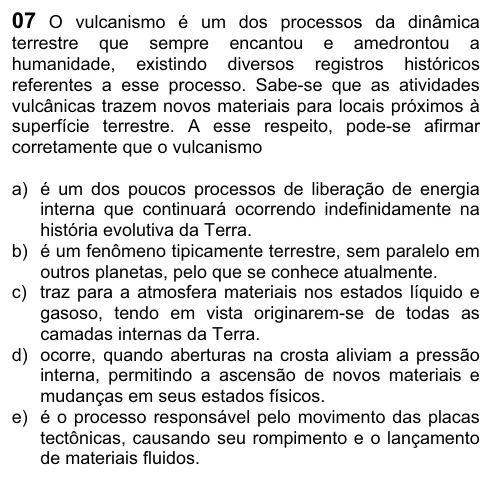 07 O vulcanismo é um dos processos da dinâmica
terrestre que sempre encantou e amedrontou a
humanidade, existindo diversos registros históricos
referentes a esse processo. Sabe-se que as atividades
vulcânicas trazem novos materiais para locais próximos à
superfície terrestre. A esse respeito, pode-se afirmar
corretamente que o vulcanismo
a) é um dos poucos processos de liberação de energia
interna que continuará ocorrendo indefinidamente na
história evolutiva da Terra.
b) é um fenômeno tipicamente terrestre, sem paralelo em
outros planetas, pelo que se conhece atualmente.
c) traz para a atmosfera materiais nos estados líquido e
gasoso, tendo em vista originarem-se de todas as
camadas internas da Terra.
d) ocorre, quando aberturas na crosta aliviam a pressão
interna, permitindo a ascensão de novos materiais e
mudanças em seus estados físicos.
e) é o processo responsável pelo movimento das placas
tectônicas, causando seu rompimento e o lançamento
de materiais fluidos.